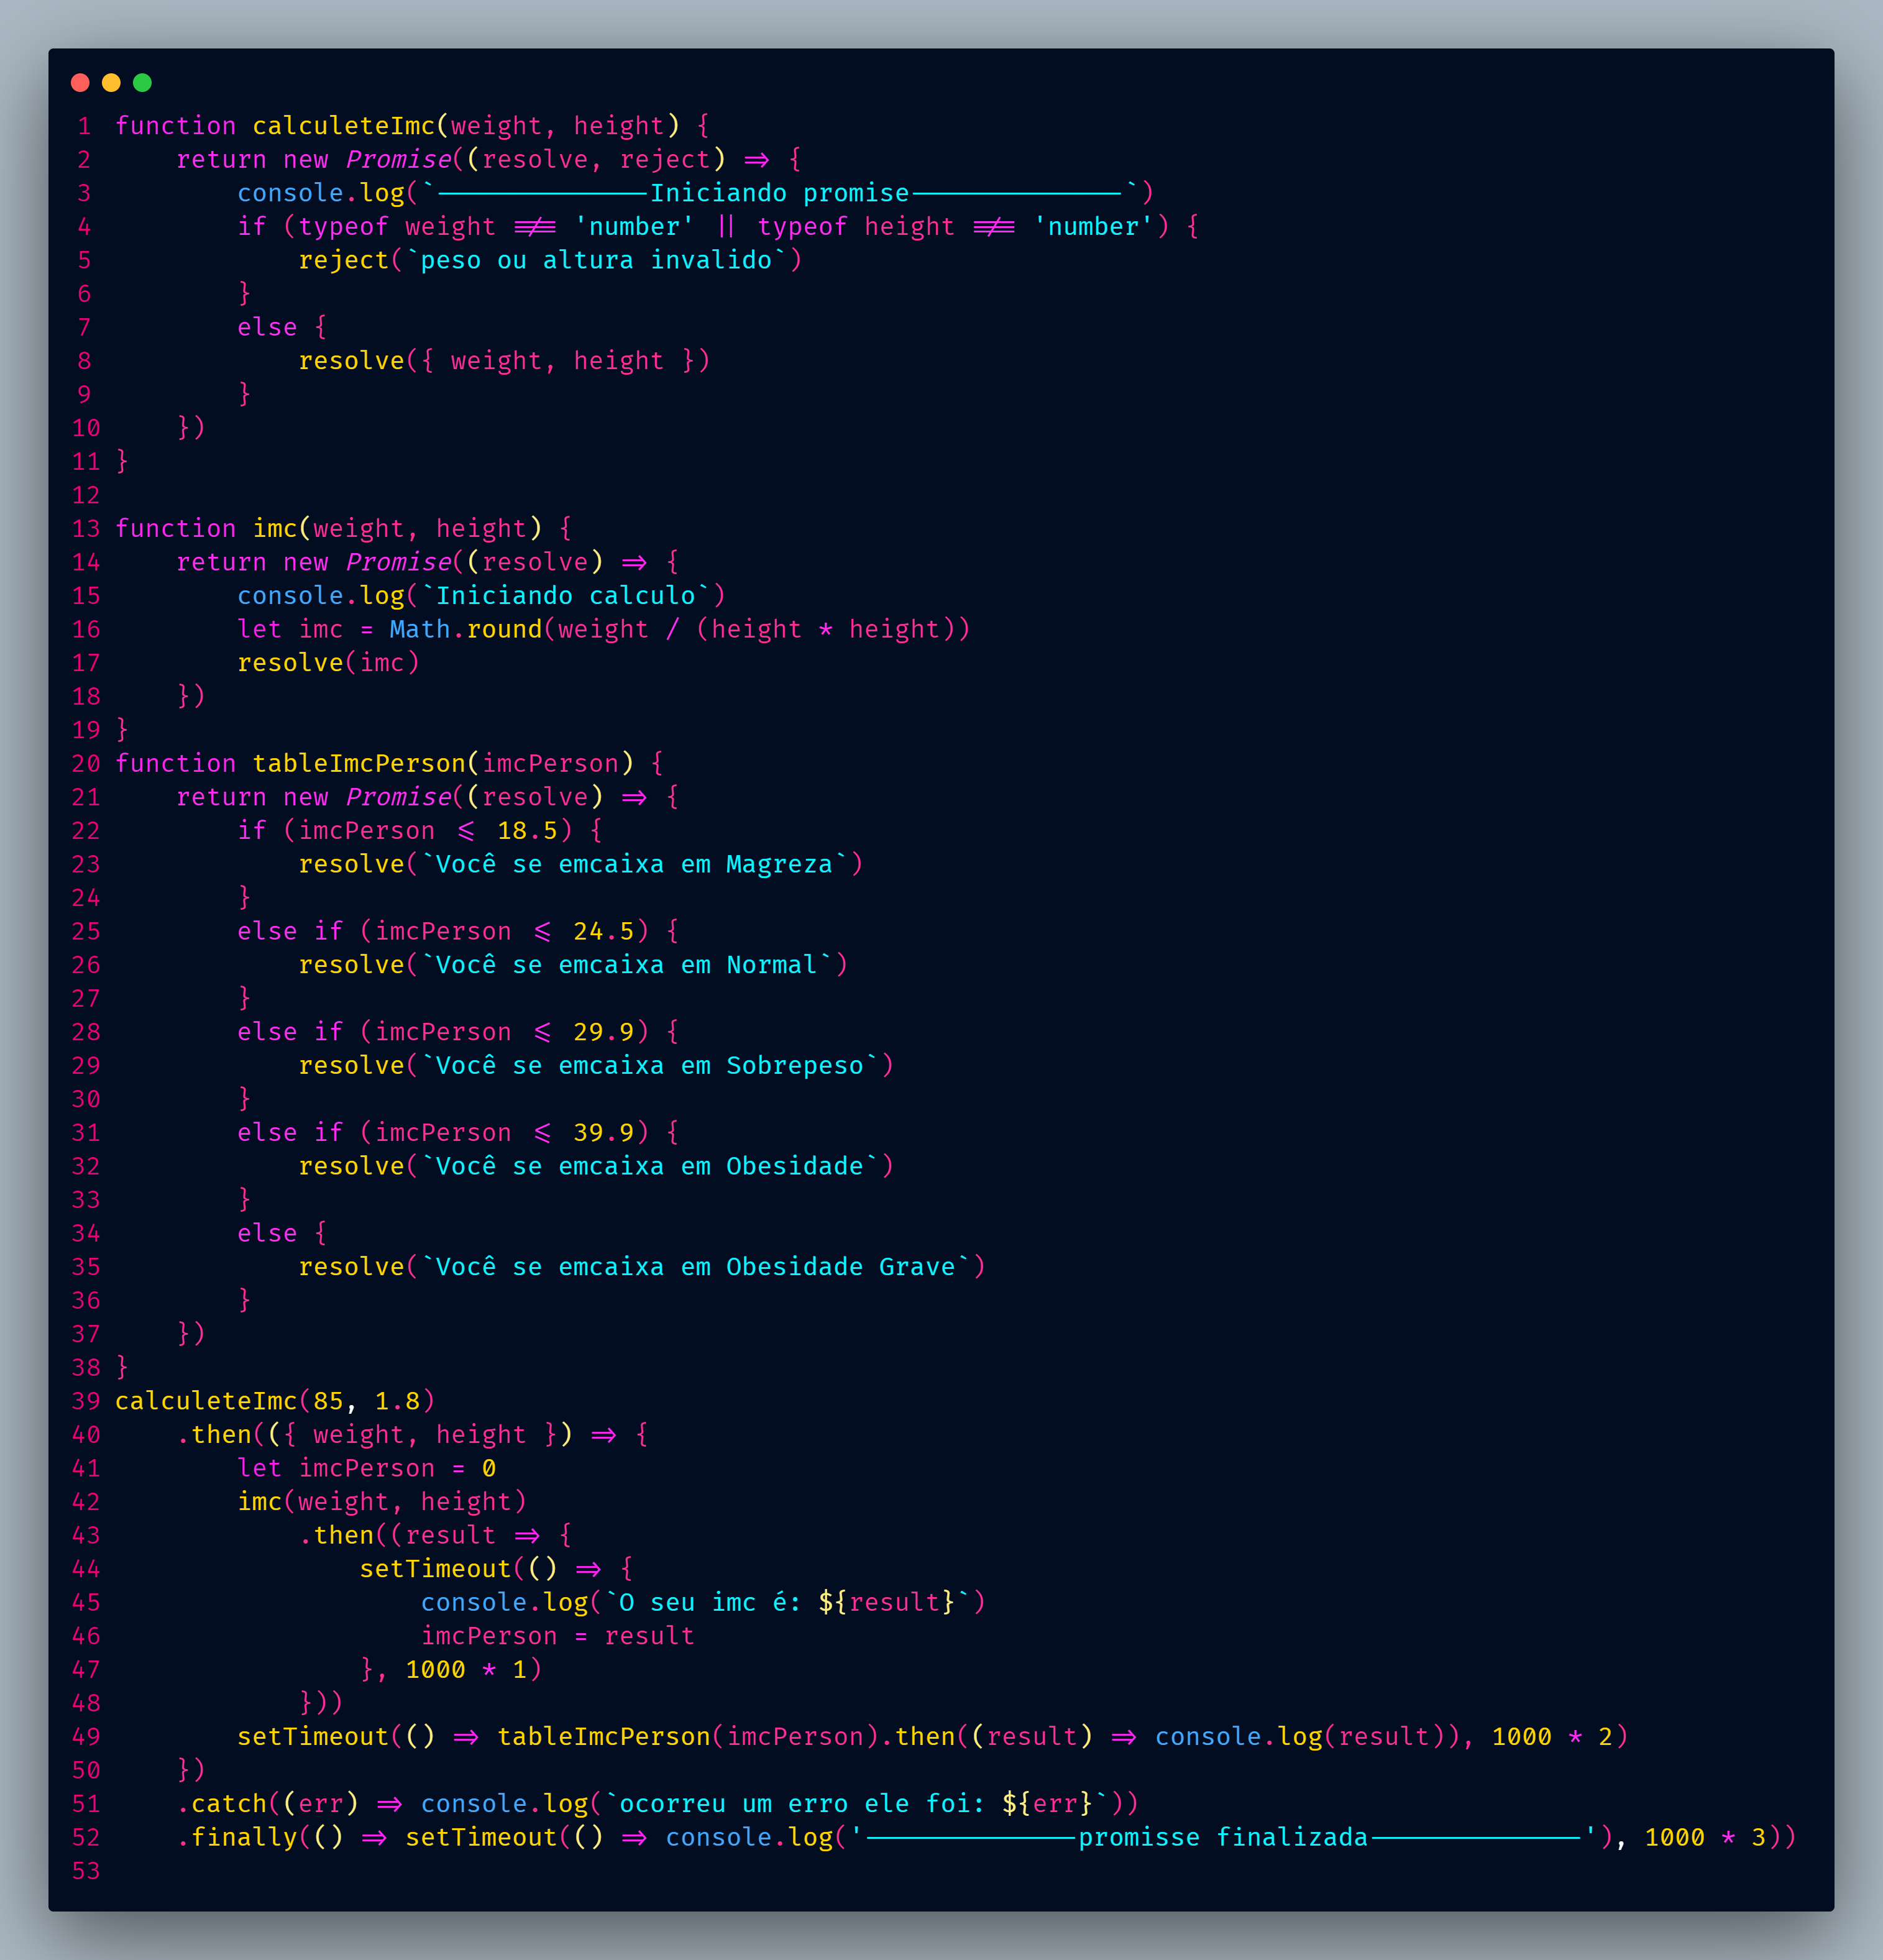 1 function calculeteImc(weight, height) {
2     return new Promise((resolve, reject) => {
3         console.log(`--------------Iniciando promise--------------`)
4         if (typeof weight !== 'number' || typeof height !== 'number') {
5             reject(`peso ou altura invalido`)
6         }
7         else {
8             resolve({ weight, height })
9         }
10     })
11 }
12
13 function imc(weight, height) {
14     return new Promise((resolve) => {
15         console.log(`Iniciando calculo`)
16         let imc = Math.round(weight / (height * height))
17         resolve(imc)
18     })
19 }
20 function tableImcPerson(imcPerson) {
21     return new Promise((resolve) => {
22         if (imcPerson <= 18.5) {
23             resolve(`Você se emcaixa em Magreza`)
24         }
25         else if (imcPerson <= 24.5) {
26             resolve(`Você se emcaixa em Normal`)
27         }
28         else if (imcPerson <= 29.9) {
29             resolve(`Você se emcaixa em Sobrepeso`)
30         }
31         else if (imcPerson <= 39.9) {
32             resolve(`Você se emcaixa em Obesidade`)
33         }
34         else {
35             resolve(`Você se emcaixa em Obesidade Grave`)
36         }
37     })
38 }
39 calculeteImc(85, 1.8)
40     .then(({ weight, height }) => {
41         let imcPerson = 0
42         imc(weight, height)
43             .then((result => {
44                 setTimeout(() => {
45                     console.log(`O seu imc é: ${result}`)
46                     imcPerson = result
47                 }, 1000 * 1)
48             }))
49         setTimeout(() => tableImcPerson(imcPerson).then((result) => console.log(result)), 1000 * 2)
50     })
51     .catch((err) => console.log(`ocorreu um erro ele foi: ${err}`))
52     .finally(() => setTimeout(() => console.log('--------------promisse finalizada--------------'), 1000 * 3))
53